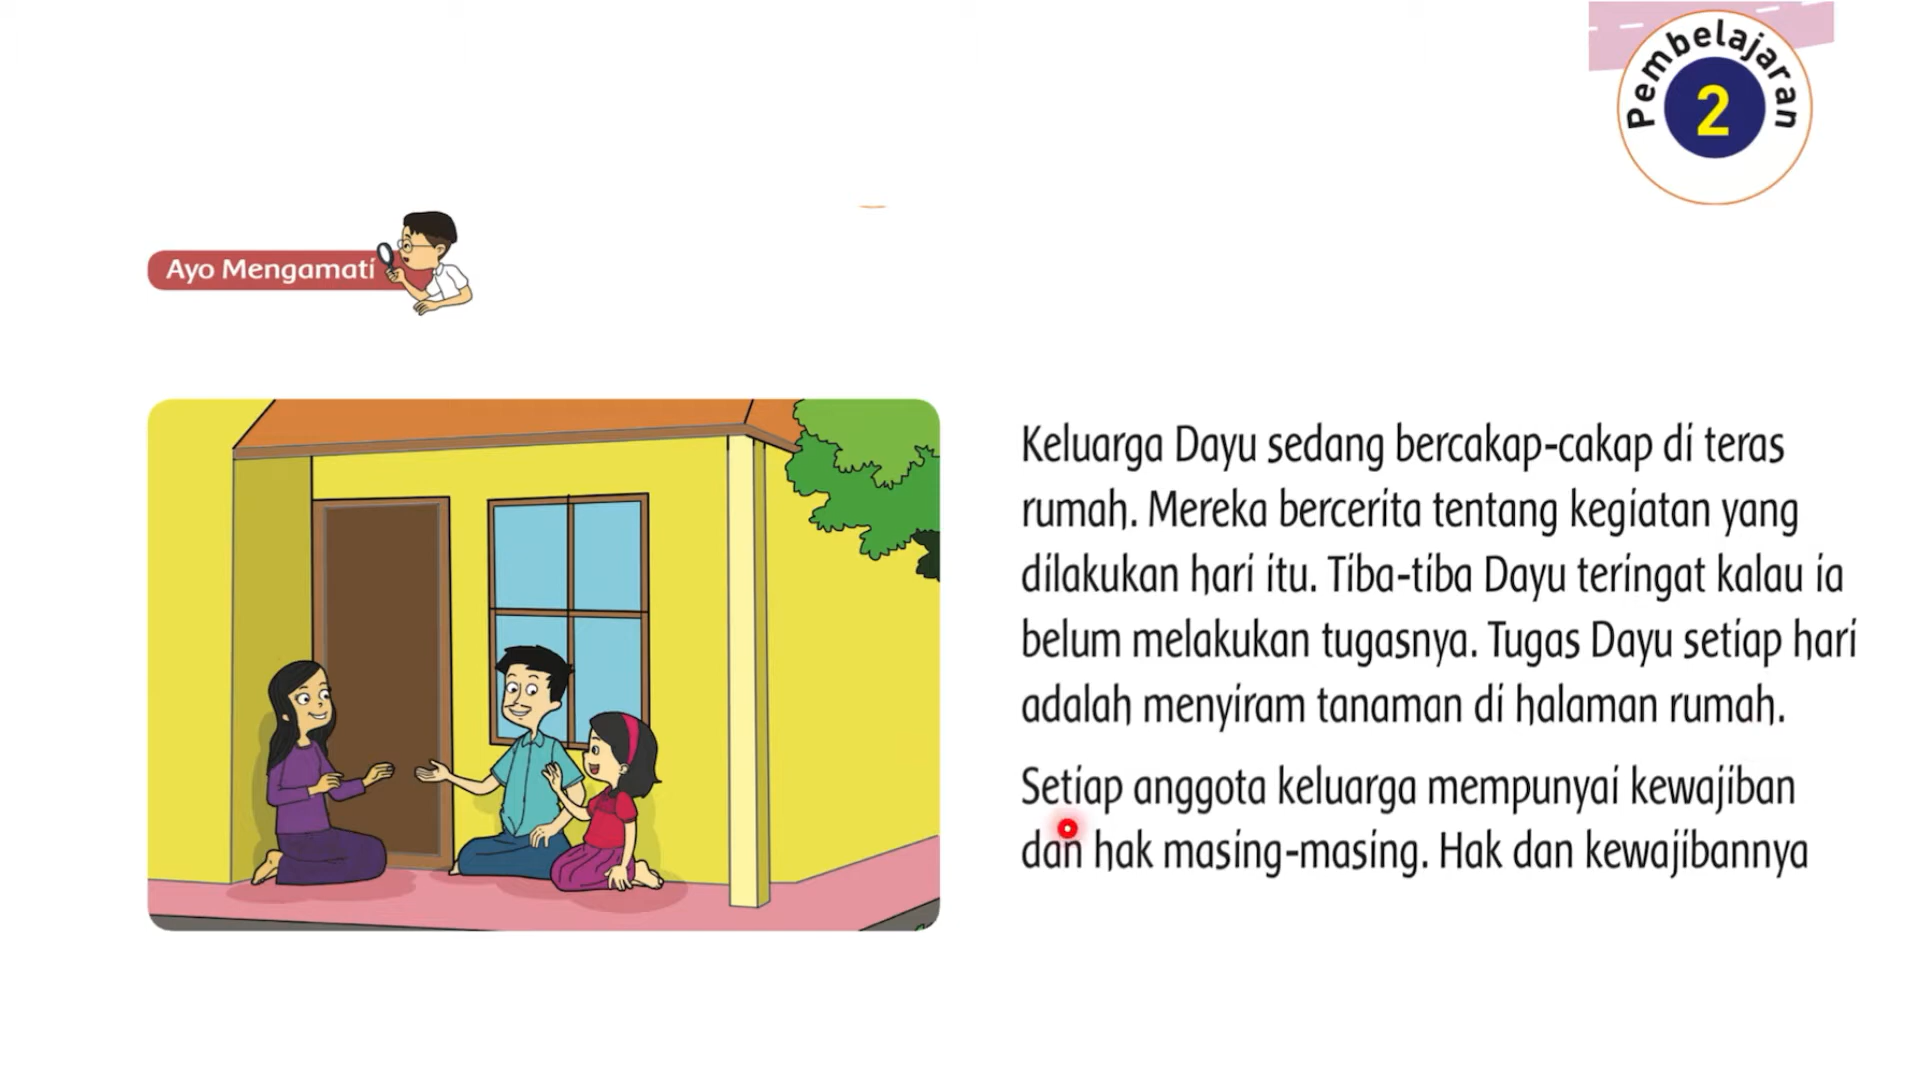 Pembelajaran
2
Ayo Mengamati
Keluarga Dayu sedang bercakap-cakap di teras
rumah. Mereka bercerita tentang kegiatan yang
dilakukan hari itu. Tiba-tiba Dayu teringat kalau ia
belum melakukan tugasnya. Tugas Dayu setiap hari
adalah menyiram tanaman di halaman rumah.
Setiap anggota keluarga mempunyai kewajiban
dan hak masing-masing. Hak dan kewajibannya